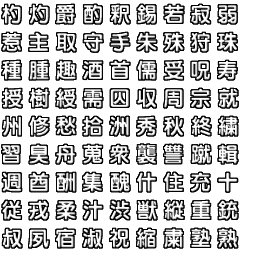 杓灼爵酌釈錫若寂弱
惹主取守手朱殊狩珠
種腫趣酒首儒受呪寿
授樹綬需囚収周宗就
州修愁拾洲秀秋終繍
習臭舟蒐衆襲讐蹴輯
週酋酬集醜什住充十
従戎柔汁渋獣縦重銃
叔夙宿淑祝縮粛塾熟